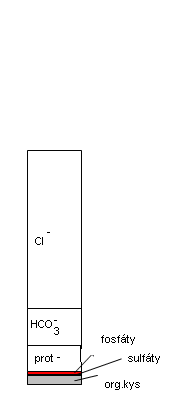 Cl -
HCO3-
fosfáty
prot -
sulfáty
org.kys